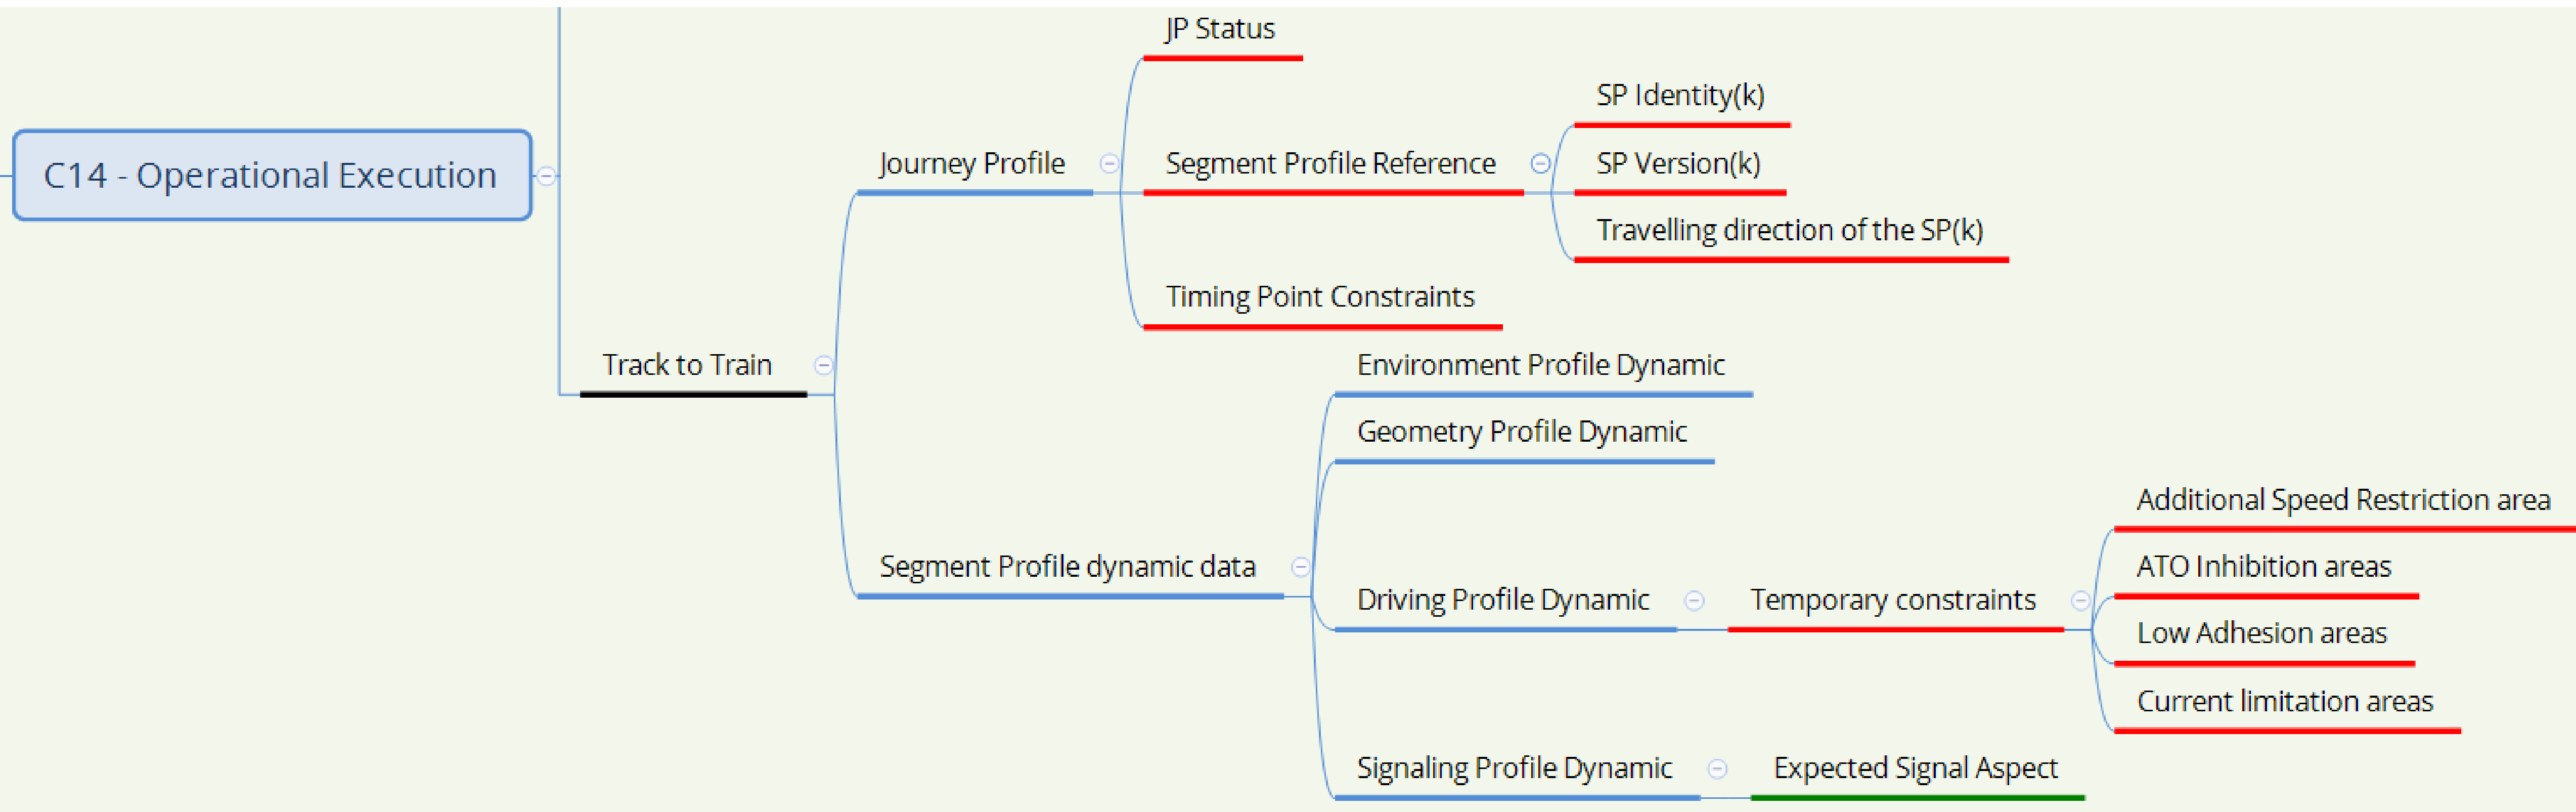 JP Status
SP Identity(k)
C14 - Operational Execution
Journey Profile
Segment Profile Reference
SP Version(k)
Travelling direction of the SP(k)
Timing Point Constraints
Track to Train
Environment Profile Dynamic
Geometry Profile Dynamic
Additional Speed Restriction area
Segment Profile dynamic data
ATO Inhibition areas
Driving Profile Dynamic
Temporary constraints
Low Adhesion areas
Current limitation areas
Signaling Profile Dynamic
Expected Signal Aspect